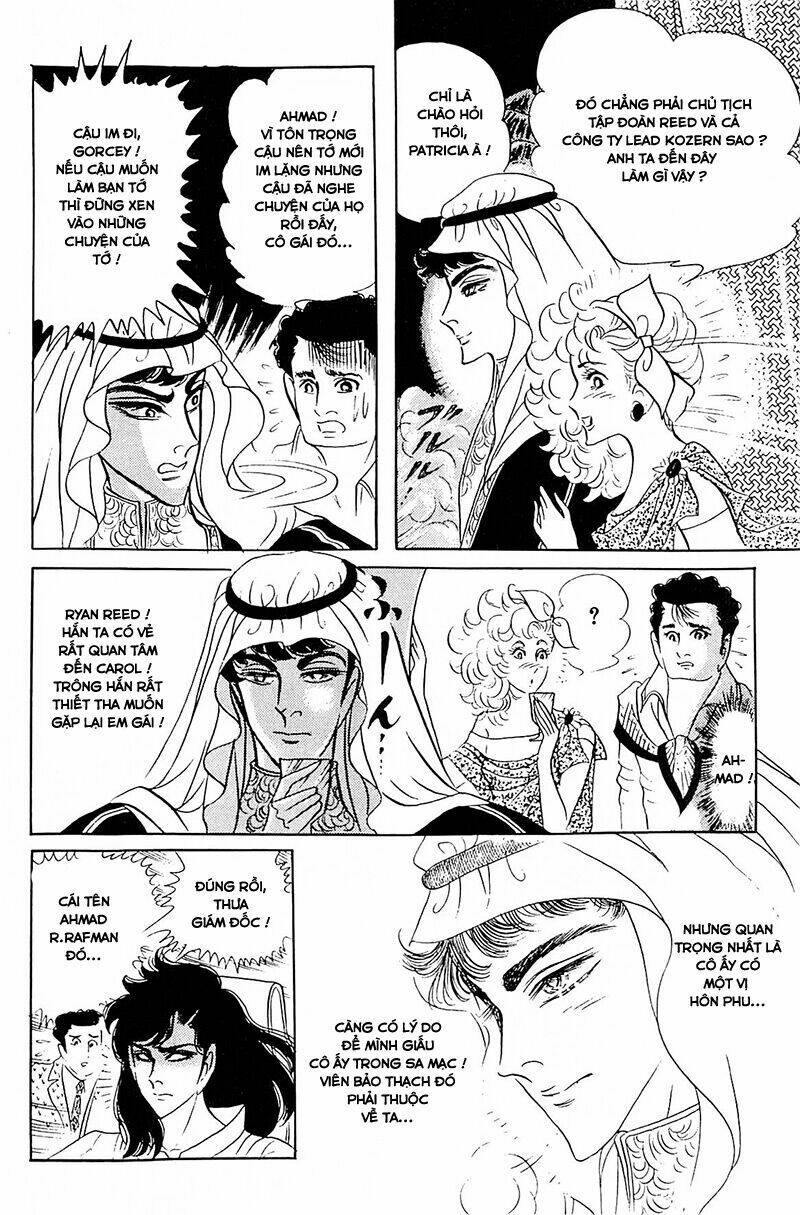 ĐÓ CHẲNG PHẢI CHỦ TỊCH
TẬP ĐOÀN REED VÀ CẢ
CÔNG TY LEAD KOZERN SAO ?
ANH TA ĐẾN ĐÂY
LÀM GÌ VẬY ?
CHỈ LÀ
CHÀO HỎI
THÔI,
PATRICIA À !
AHMAD !
VÌ TÔN TRỌNG
CẬU NÊN TỚ MỚI
IM LẶNG NHƯNG
CẬU ĐÃ NGHE
CHUYỆN CỦA HỌ
RỒI ĐẤY,
CÔ GÁI ĐÓ...
CẬU IM ĐI,
GORCEY !
NẾU CẬU MUỐN
LÀM BẠN TỚ
THÌ ĐỪNG XEN
VÀO NHỮNG
CHUYỆN CỦA
TỚ !
ブルルル
RYAN REED !
HẮN TA CÓ VẺ
RẤT QUAN TÂM
ĐẾN CAROL !
TRÔNG HẮN RẤT
THIẾT THA MUỐN
GẶP LẠI EM GÁI !
?
AH-
MAD !
NHƯNG QUAN
TRỌNG NHẤT LÀ
CÔ ẤY CÓ
MỘT VỊ
HÔN PHU...
CÀNG CÓ LÝ DO
ĐỂ MÌNH GIẤU
CÔ ẤY TRONG SA MẠC !
VIÊN BẢO THẠCH ĐÓ
PHẢI THUỘC
VỀ TA...
ĐÚNG RỒI,
THƯA
GIÁM ĐỐC !
CÁI TÊN
AHMAD
R.RAFMAN
ĐÓ...